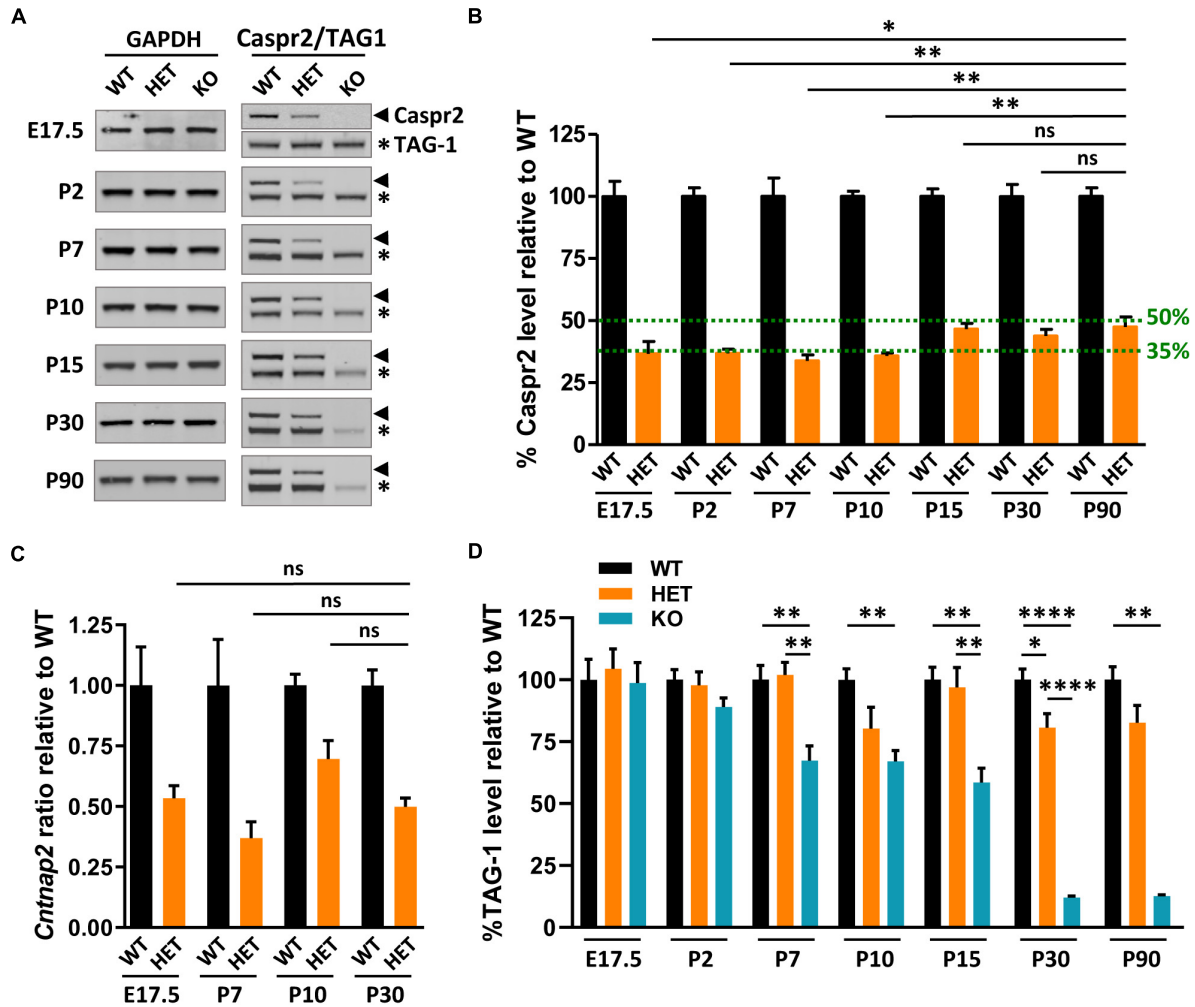 A
GAPDH Caspr2/TAG1
WT HET KO WT HET KO
E17.5 ◄ Caspr2
* TAG-1
P2 ◄
*
P7 ◄
*
P10 ◄
*
P15 ◄
*
P30 ◄
*
P90 ◄
*
B
*
**
**
**
ns
ns
% Caspr2 level relative to WT
125
100
75
50
25
0
50%
35%
WT HET WT HET WT HET WT HET WT HET WT HET WT HET
E17.5 P2 P7 P10 P15 P30 P90
C
ns
ns
ns
Cntnap2 ratio relative to WT
1.25
1.00
0.75
0.50
0.25
0.00
WT HET WT HET WT HET WT HET
E17.5 P7 P10 P30
D
WT
HET
KO
%TAG-1 level relative to WT
125
100
75
50
25
0
** ** ** **** **
** ** *
****
E17.5 P2 P7 P10 P15 P30 P90